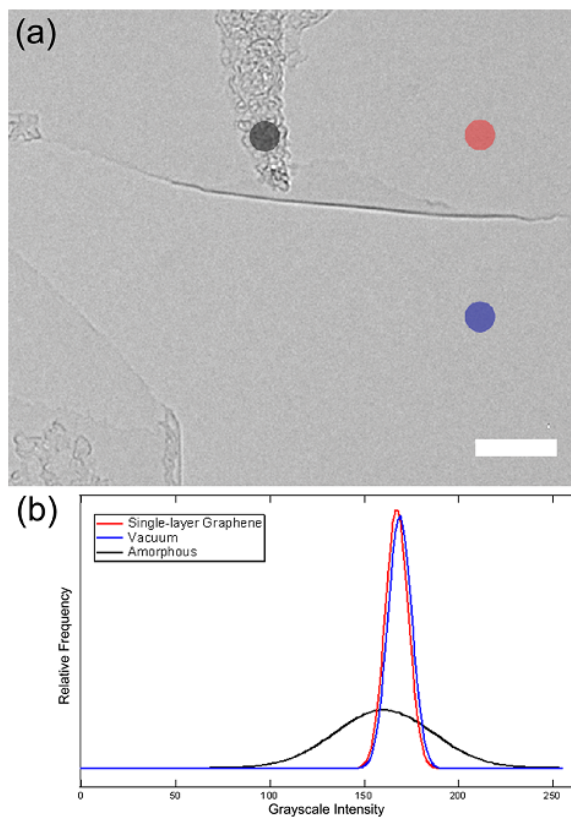 (a)
(b)
Single-layer Graphene
Vacuum
Amorphous
Relative Frequency
0 50 100 150 200 250
Grayscale Intensity